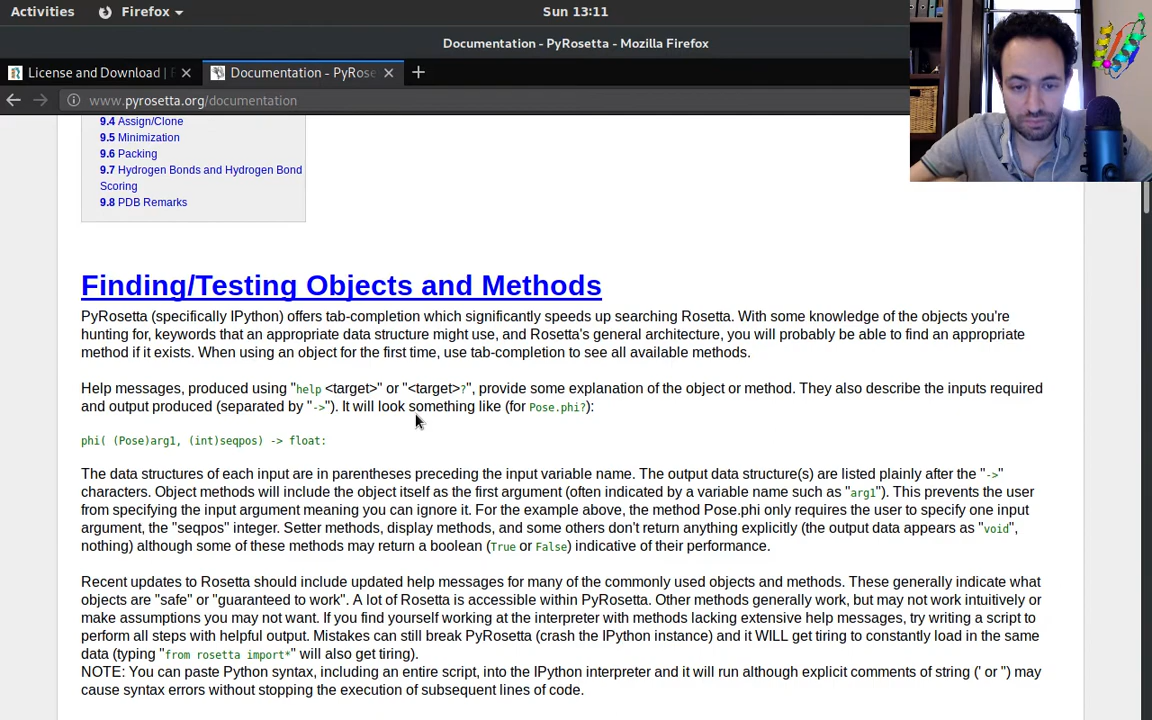 Activities Firefox Sun 13:11
Documentation - PyRosetta - Mozilla Firefox
License and Download | Documentation - PyRose
www.pyrosetta.org/documentation
9.4 Assign/Clone
9.5 Minimization
9.6 Packing
9.7 Hydrogen Bonds and Hydrogen Bond
Scoring
9.8 PDB Remarks
Finding/Testing Objects and Methods
PyRosetta (specifically IPython) offers tab-completion which significantly speeds up searching Rosetta. With some knowledge of the objects you're
hunting for, keywords that an appropriate data structure might use, and Rosetta's general architecture, you will probably be able to find an appropriate
method if it exists. When using an object for the first time, use tab-completion to see all available methods.
Help messages, produced using "help <target>" or "<target>?", provide some explanation of the object or method. They also describe the inputs required
and output produced (separated by "->"). It will look something like (for Pose.phi?):
phi( (Pose)arg1, (int)seqpos) -> float:
The data structures of each input are in parentheses preceding the input variable name. The output data structure(s) are listed plainly after the "->"
characters. Object methods will include the object itself as the first argument (often indicated by a variable name such as "arg1"). This prevents the user
from specifying the input argument meaning you can ignore it. For the example above, the method Pose.phi only requires the user to specify one input
argument, the "seqpos" integer. Setter methods, display methods, and some others don't return anything explicitly (the output data appears as "void",
nothing) although some of these methods may return a boolean (True or False) indicative of their performance.
Recent updates to Rosetta should include updated help messages for many of the commonly used objects and methods. These generally indicate what
objects are "safe" or "guaranteed to work". A lot of Rosetta is accessible within PyRosetta. Other methods generally work, but may not work intuitively or
make assumptions you may not want. If you find yourself working at the interpreter with methods lacking extensive help messages, try writing a script to
perform all steps with helpful output. Mistakes can still break PyRosetta (crash the IPython instance) and it WILL get tiring to constantly load in the same
data (typing "from rosetta import*" will also get tiring).
NOTE: You can paste Python syntax, including an entire script, into the IPython interpreter and it will run although explicit comments of string (' or ") may
cause syntax errors without stopping the execution of subsequent lines of code.